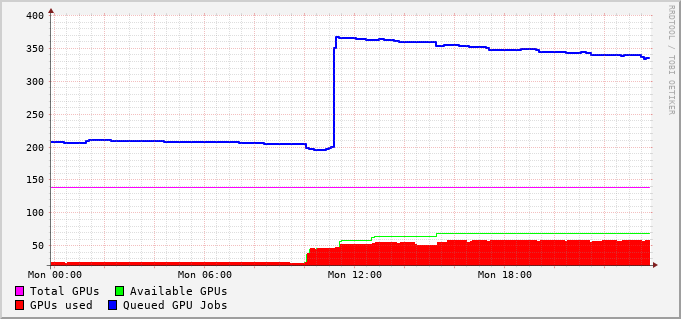 400
350
300
250
200
150
100
50
Mon 00:00 Mon 06:00 Mon 12:00 Mon 18:00
Total GPUs Available GPUs
GPUs used Queued GPU Jobs
RRDTOOL / TOBI OETIKER